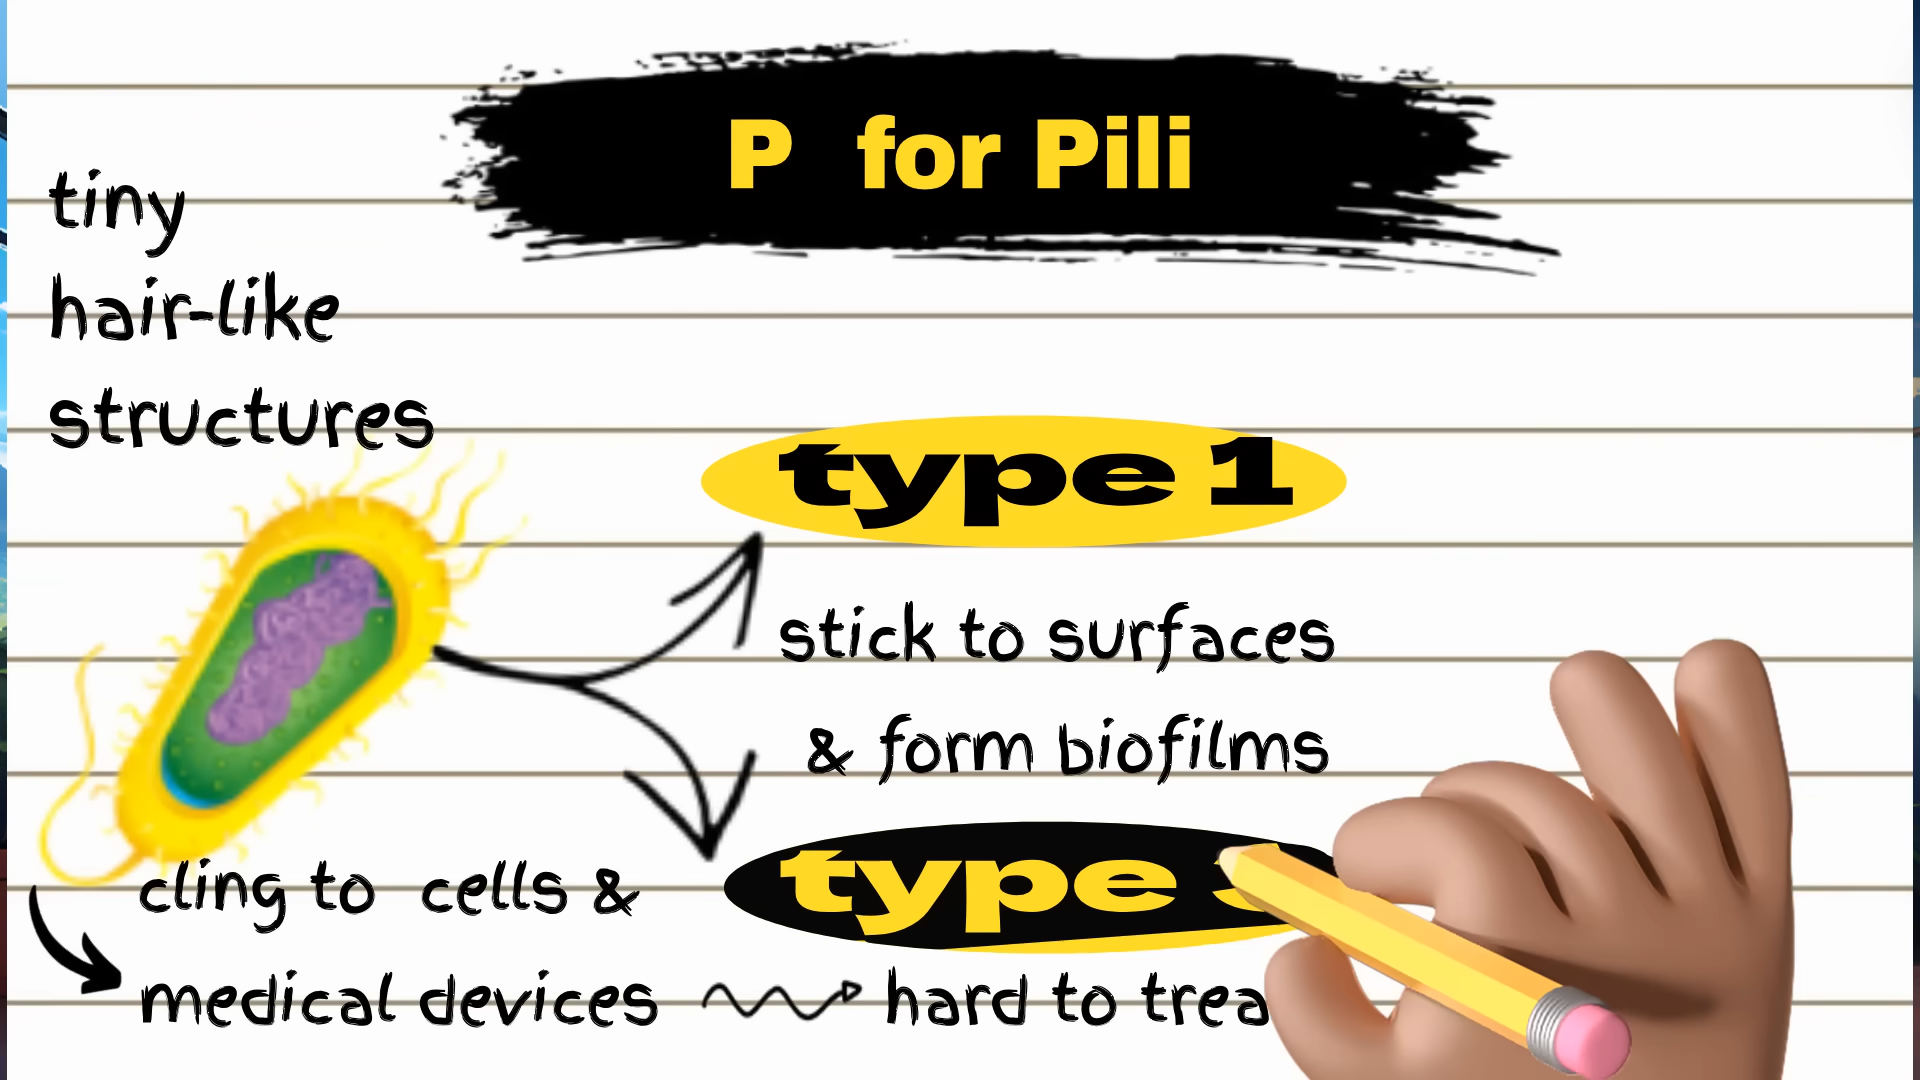 P for Pili
tiny
hair-like
structures
type 1
stick to surfaces
& form biofilms
type
cling to cells &
medical devices
hard to trea